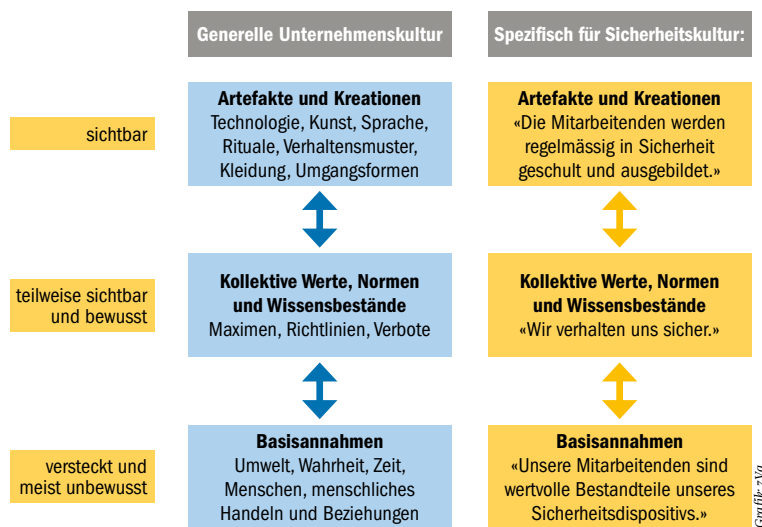 Generelle Unternehmenskultur
Spezifisch für Sicherheitskultur:
sichtbar
Artefakte und Kreationen
Technologie, Kunst, Sprache,
Rituale, Verhaltensmuster,
Kleidung, Umgangsformen
Artefakte und Kreationen
«Die Mitarbeitenden werden
regelmässig in Sicherheit
geschult und ausgebildet.»
teilweise sichtbar
und bewusst
Kollektive Werte, Normen
und Wissensbestände
Maximen, Richtlinien, Verbote
Kollektive Werte, Normen
und Wissensbestände
«Wir verhalten uns sicher.»
versteckt und
meist unbewusst
Basisannahmen
Umwelt, Wahrheit, Zeit,
Menschen, menschliches
Handeln und Beziehungen
Basisannahmen
«Unsere Mitarbeitenden sind
wertvolle Bestandteile unseres
Sicherheitsdispositivs.»
Grafik: zVg